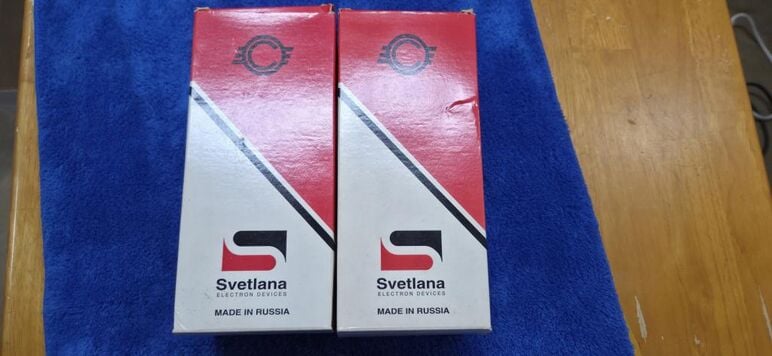 Svetlana
ELECTRON DEVICES
MADE IN RUSSIA
Svetlana
ELECTRON DEVICES
MADE IN RUSSIA